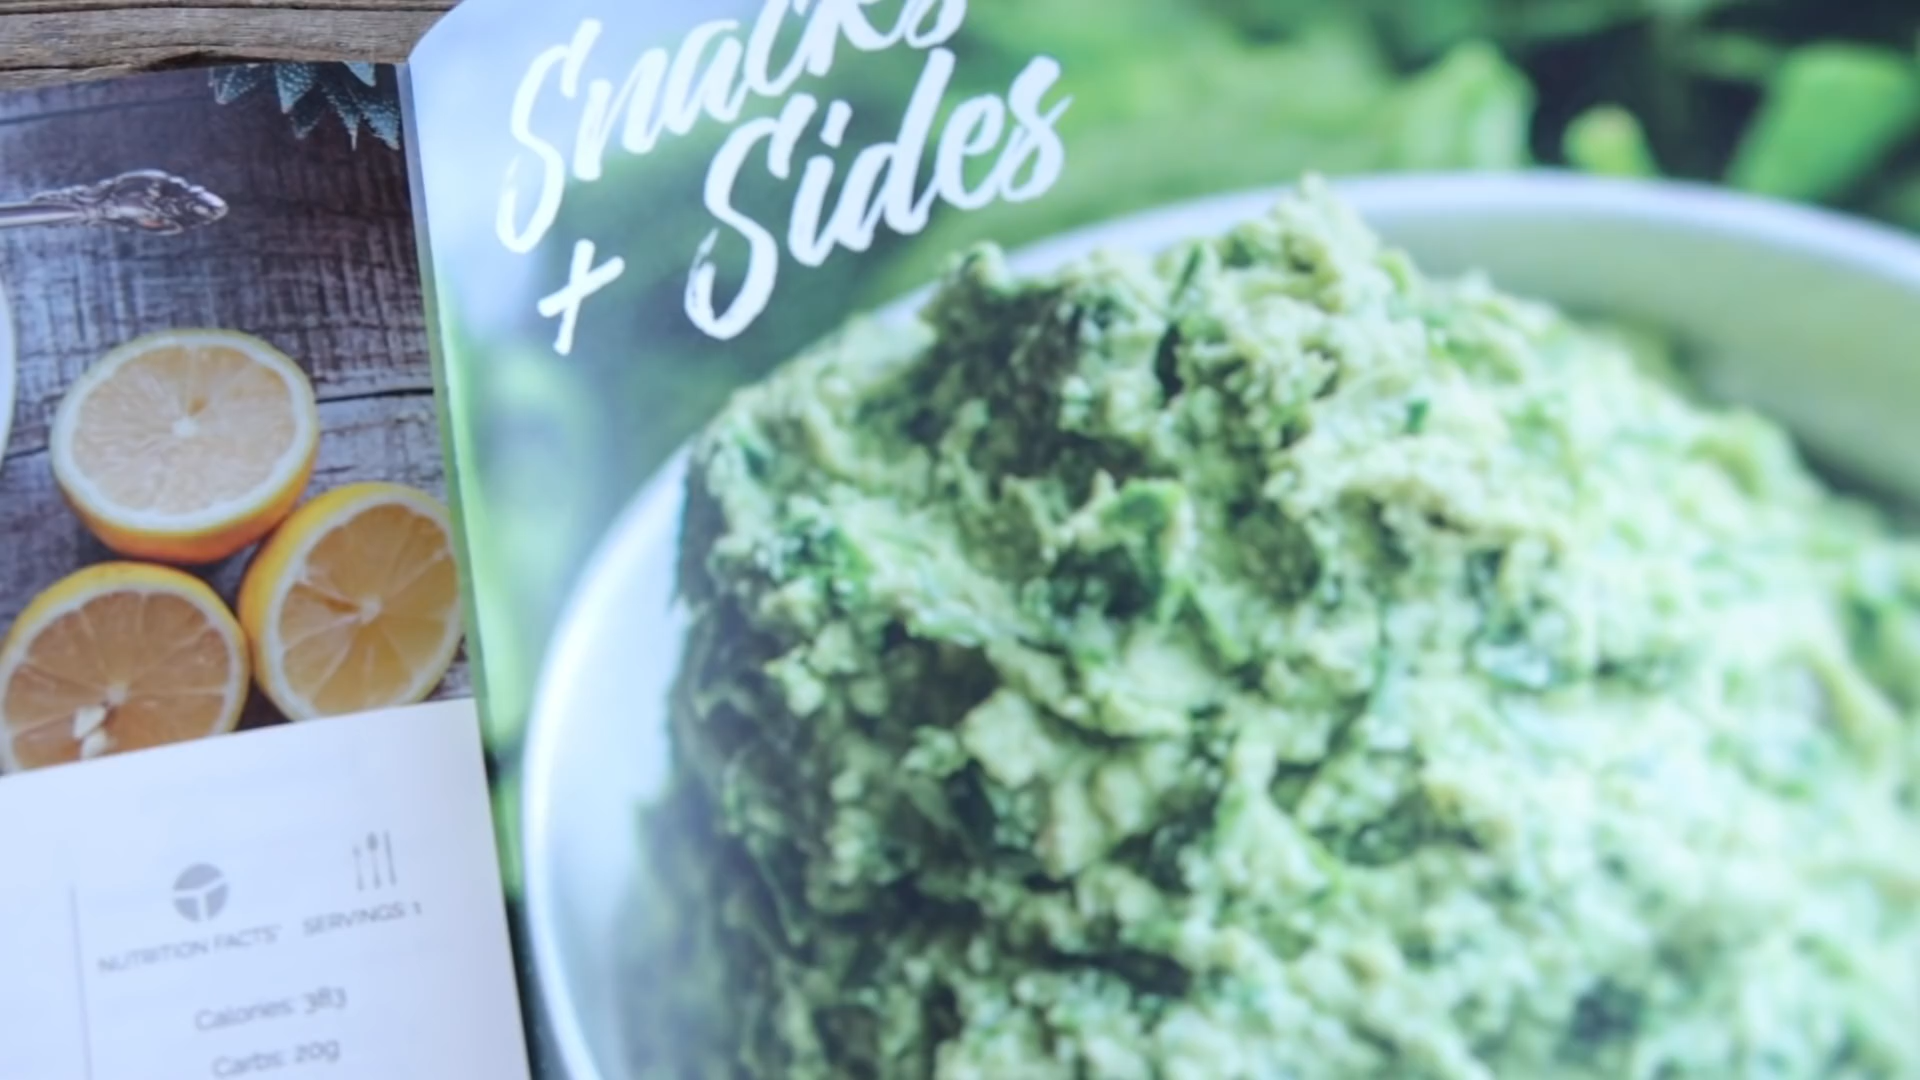 Snacks
+ Sides
NUTRITION FACTS* SERVINGS: 1
Calories: 383
Carbs: 20g